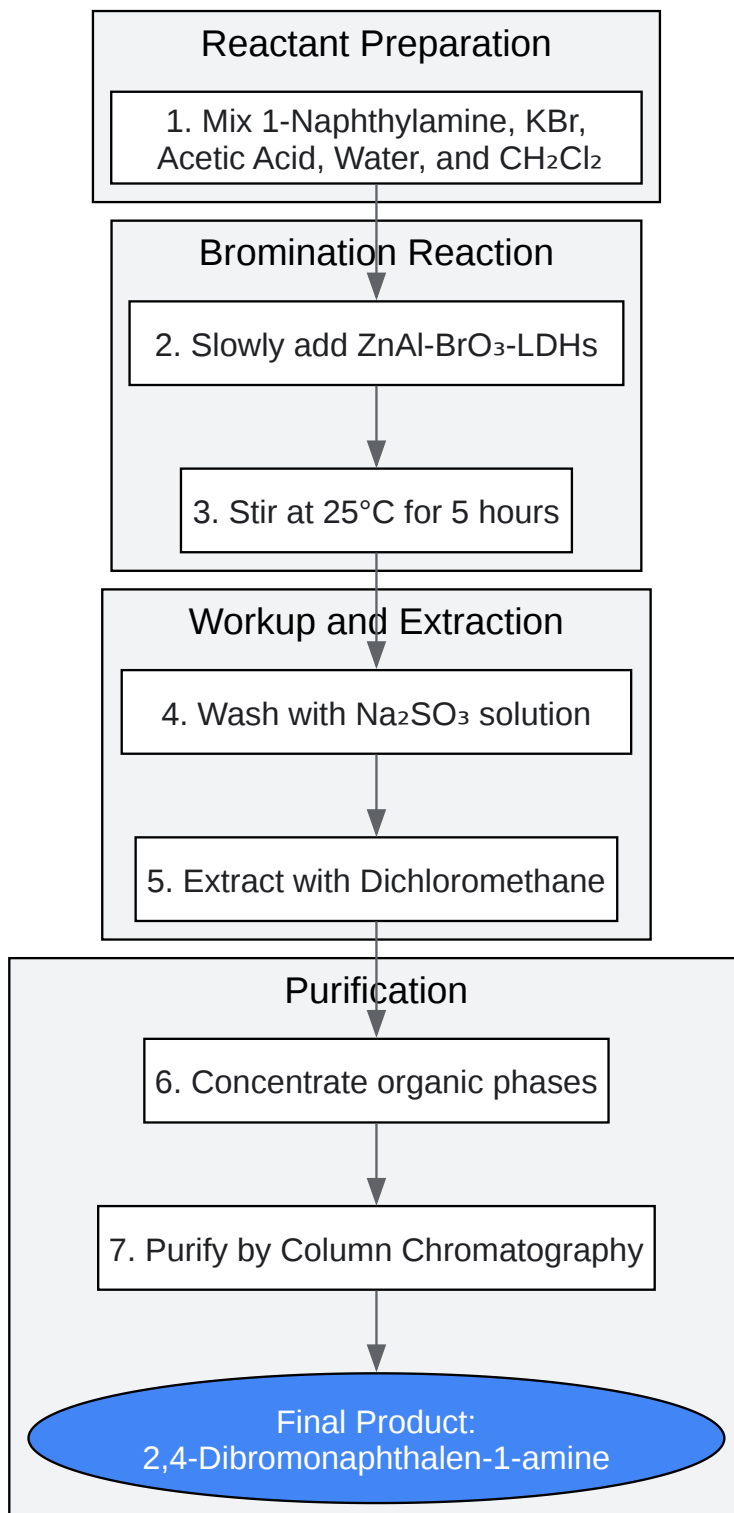 Reactant Preparation
1. Mix 1-Naphthylamine, KBr,
Acetic Acid, Water, and CH₂Cl₂
Bromination Reaction
2. Slowly add ZnAl-BrO₃-LDHs
3. Stir at 25°C for 5 hours
Workup and Extraction
4. Wash with Na₂SO₃ solution
5. Extract with Dichloromethane
Purification
6. Concentrate organic phases
7. Purify by Column Chromatography
Final Product:
2,4-Dibromonaphthalen-1-amine